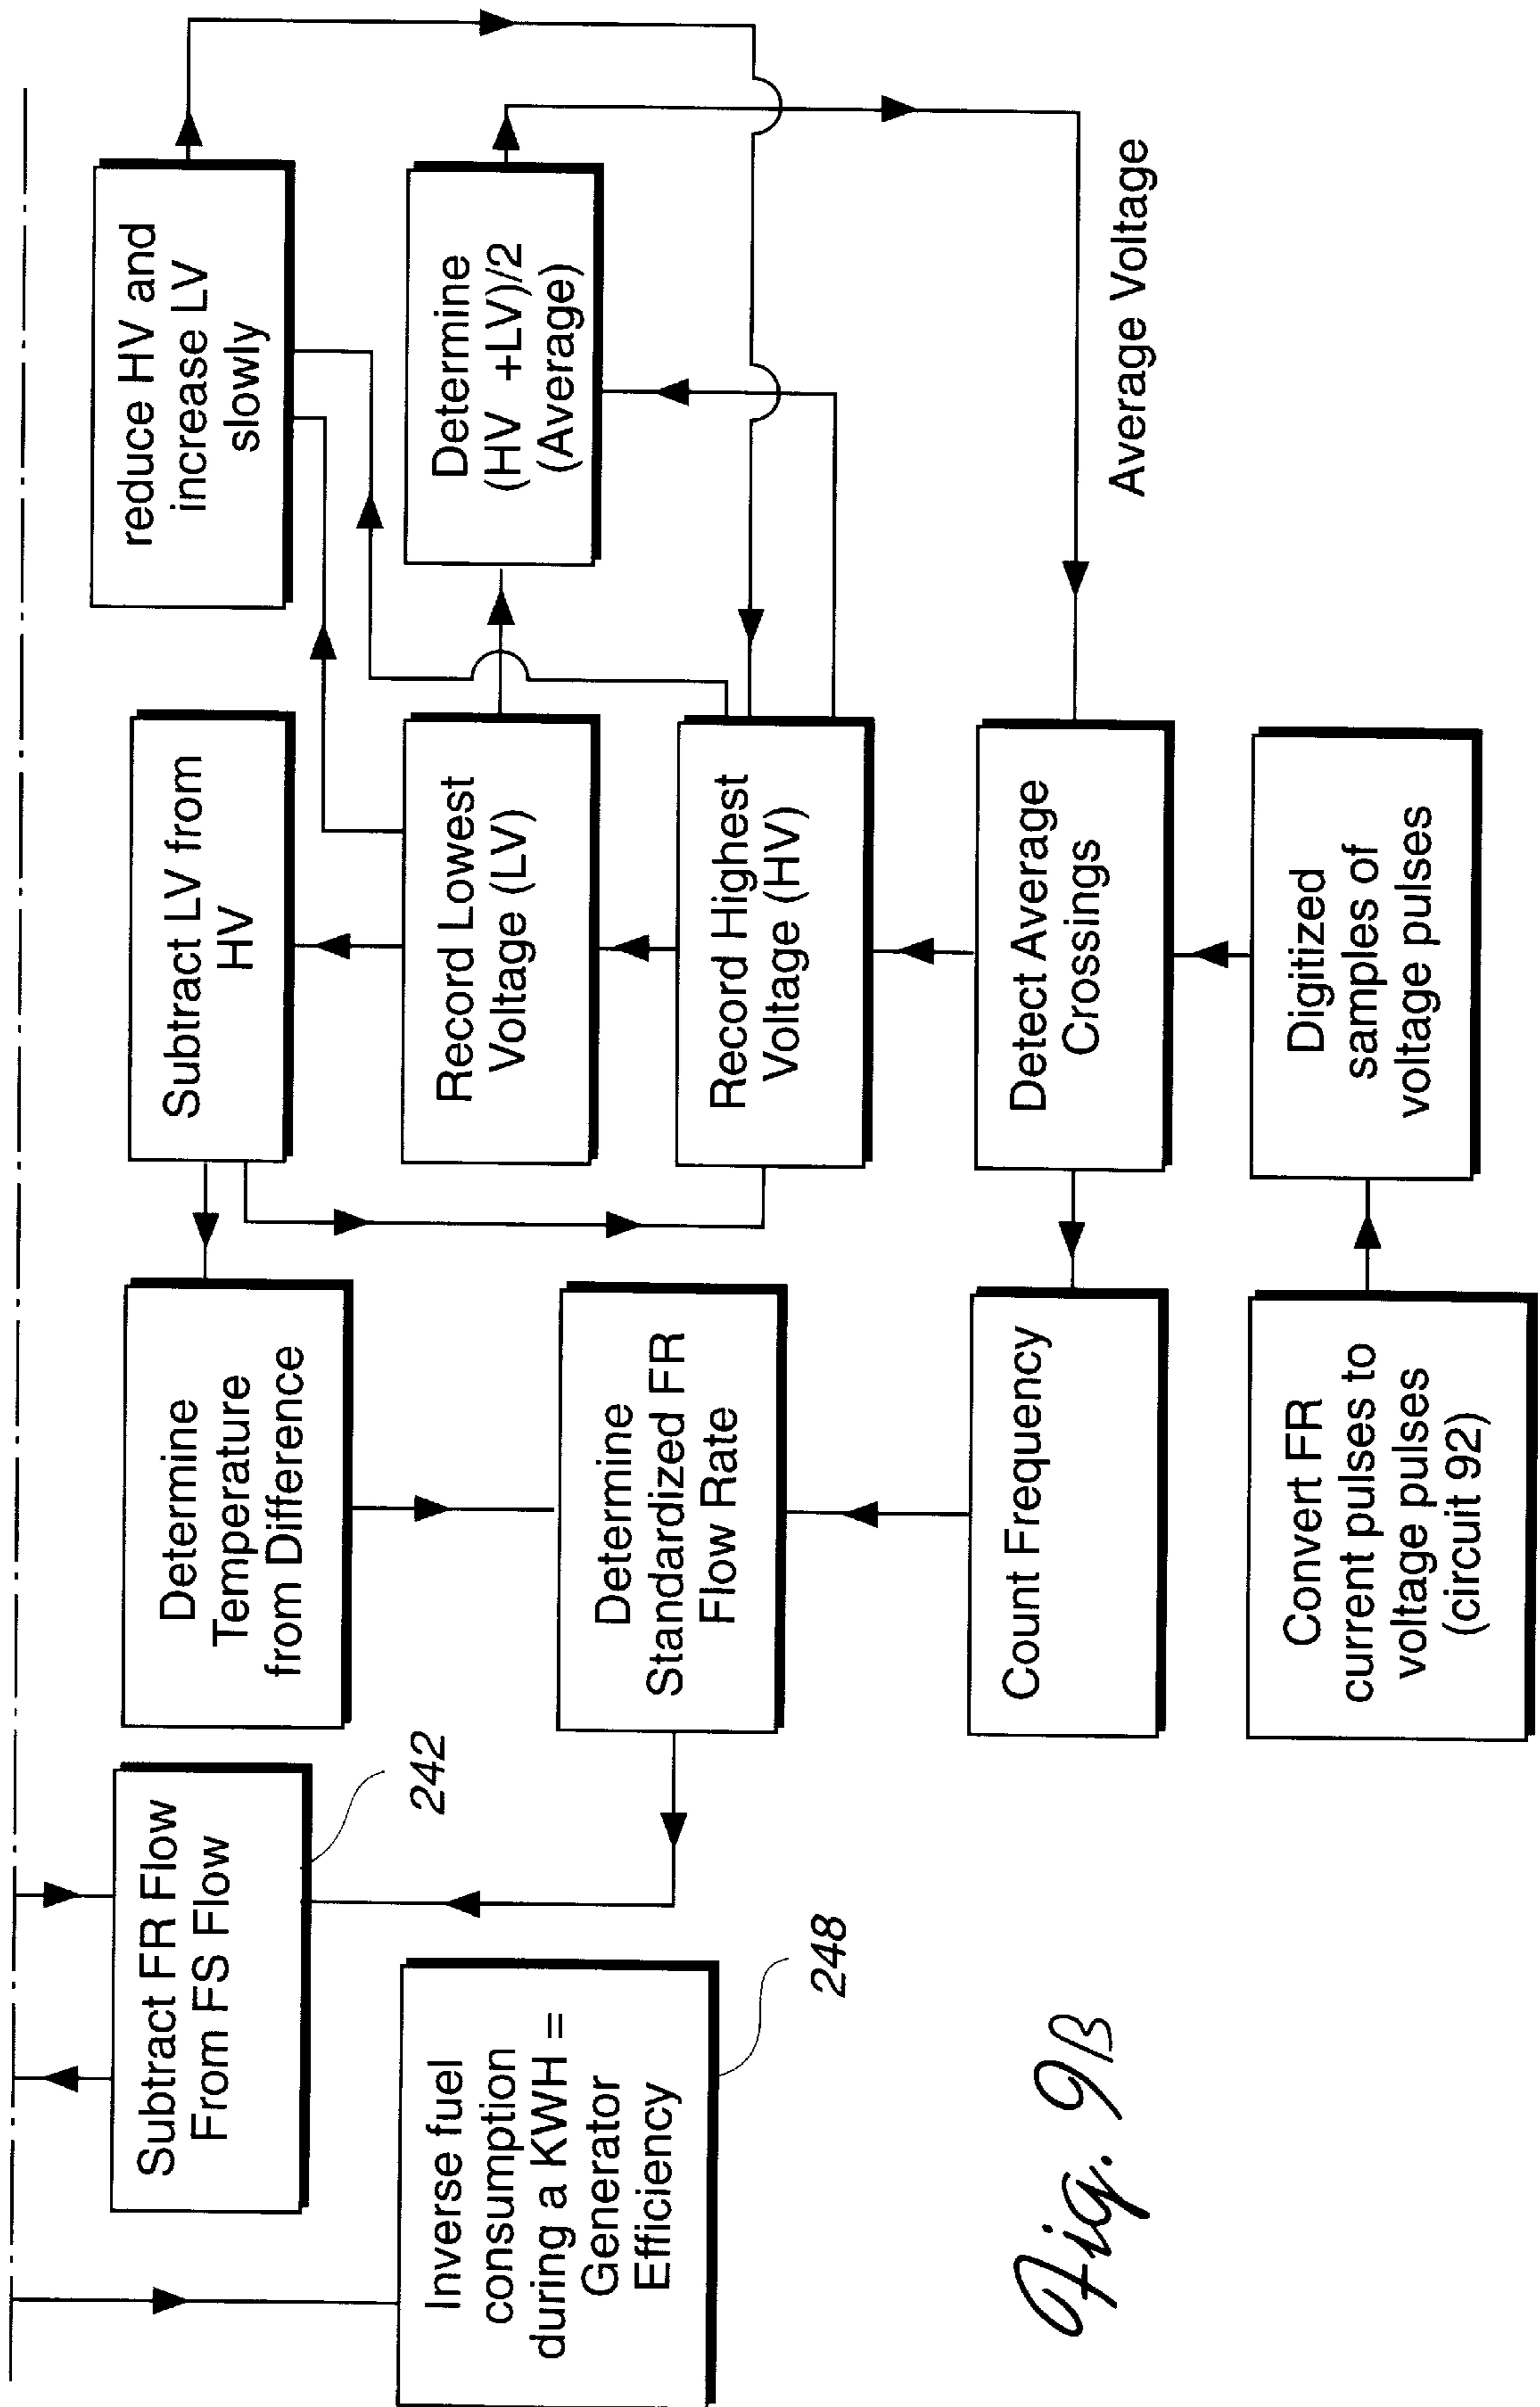 Subtract FR Flow
From FS Flow
242
Inverse fuel
consumption
during a KWH =
Generator
Efficiency
248
Determine
Temperature
from Difference
Determine
Standardized FR
Flow Rate
Count Frequency
Convert FR
current pulses to
voltage pulses
(circuit 92)
Subtract LV from
HV
Record Lowest
Voltage (LV)
Record Highest
Voltage (HV)
Detect Average
Crossings
Digitized
samples of
voltage pulses
reduce HV and
increase LV
slowly
Determine
(HV +LV)/2
(Average)
Average Voltage
Fig. 9B